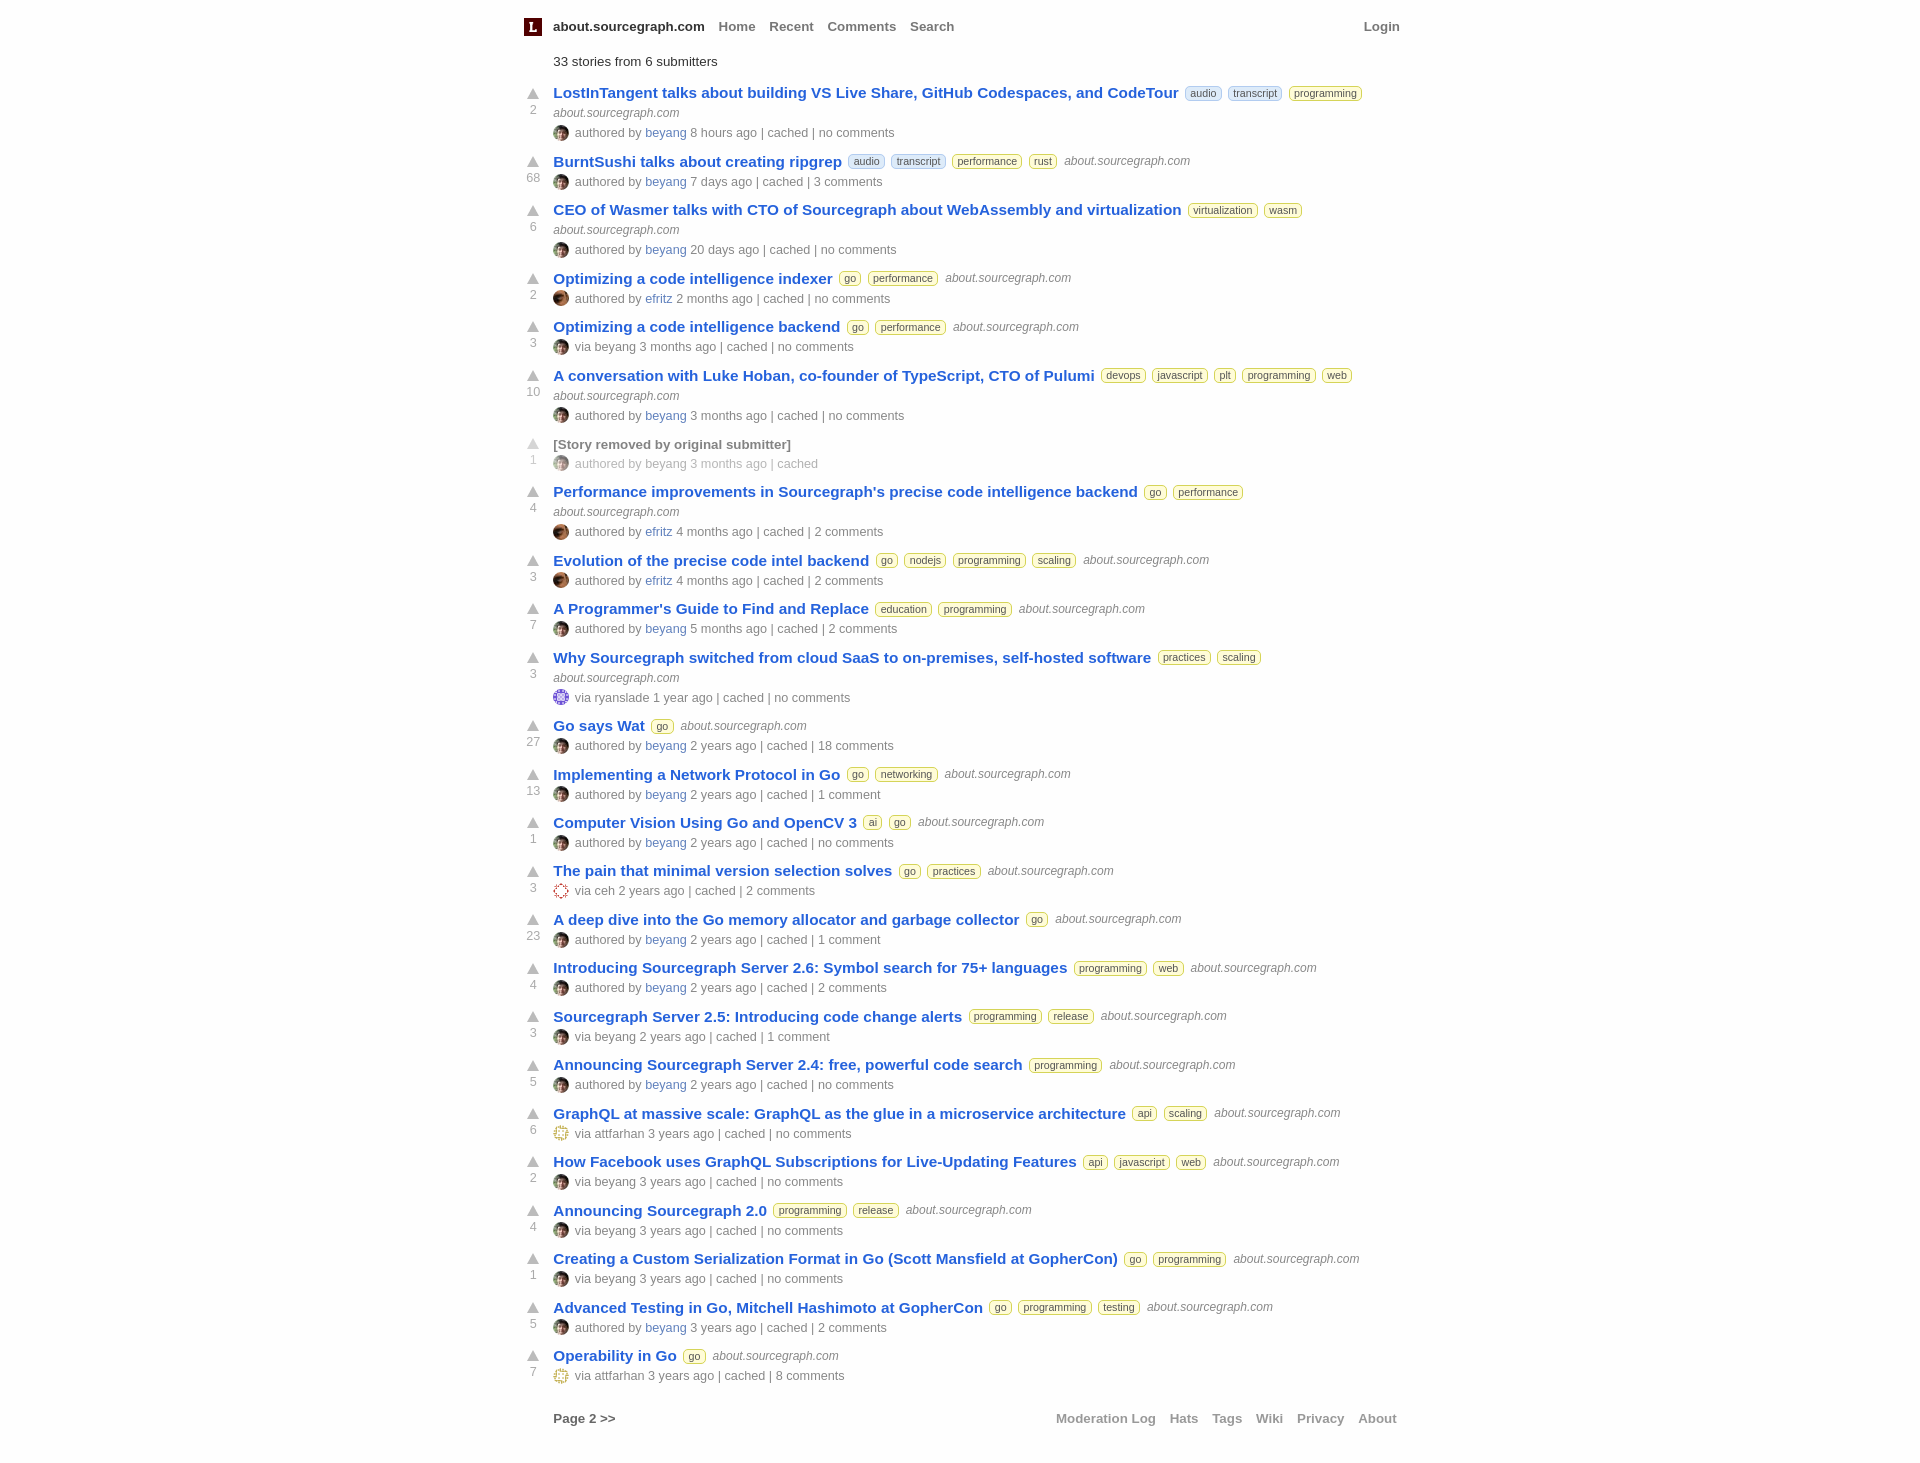 L about.sourcegraph.com Home Recent Comments Search Login
33 stories from 6 submitters
LostInTangent talks about building VS Live Share, GitHub Codespaces, and CodeTour audio transcript programming
2 about.sourcegraph.com
authored by beyang 8 hours ago | cached | no comments
BurntSushi talks about creating ripgrep audio transcript performance rust about.sourcegraph.com
68 authored by beyang 7 days ago | cached | 3 comments
CEO of Wasmer talks with CTO of Sourcegraph about WebAssembly and virtualization virtualization wasm
6 about.sourcegraph.com
authored by beyang 20 days ago | cached | no comments
Optimizing a code intelligence indexer go performance about.sourcegraph.com
2 authored by efritz 2 months ago | cached | no comments
Optimizing a code intelligence backend go performance about.sourcegraph.com
3 via beyang 3 months ago | cached | no comments
A conversation with Luke Hoban, co-founder of TypeScript, CTO of Pulumi devops javascript plt programming web
10 about.sourcegraph.com
authored by beyang 3 months ago | cached | no comments
[Story removed by original submitter]
1 authored by beyang 3 months ago | cached
Performance improvements in Sourcegraph's precise code intelligence backend go performance
4 about.sourcegraph.com
authored by efritz 4 months ago | cached | 2 comments
Evolution of the precise code intel backend go nodejs programming scaling about.sourcegraph.com
3 authored by efritz 4 months ago | cached | 2 comments
A Programmer's Guide to Find and Replace education programming about.sourcegraph.com
7 authored by beyang 5 months ago | cached | 2 comments
Why Sourcegraph switched from cloud SaaS to on-premises, self-hosted software practices scaling
3 about.sourcegraph.com
via ryanslade 1 year ago | cached | no comments
Go says Wat go about.sourcegraph.com
27 authored by beyang 2 years ago | cached | 18 comments
Implementing a Network Protocol in Go go networking about.sourcegraph.com
13 authored by beyang 2 years ago | cached | 1 comment
Computer Vision Using Go and OpenCV 3 ai go about.sourcegraph.com
1 authored by beyang 2 years ago | cached | no comments
The pain that minimal version selection solves go practices about.sourcegraph.com
3 via ceh 2 years ago | cached | 2 comments
A deep dive into the Go memory allocator and garbage collector go about.sourcegraph.com
23 authored by beyang 2 years ago | cached | 1 comment
Introducing Sourcegraph Server 2.6: Symbol search for 75+ languages programming web about.sourcegraph.com
4 authored by beyang 2 years ago | cached | 2 comments
Sourcegraph Server 2.5: Introducing code change alerts programming release about.sourcegraph.com
3 via beyang 2 years ago | cached | 1 comment
Announcing Sourcegraph Server 2.4: free, powerful code search programming about.sourcegraph.com
5 authored by beyang 2 years ago | cached | no comments
GraphQL at massive scale: GraphQL as the glue in a microservice architecture api scaling about.sourcegraph.com
6 via attfarhan 3 years ago | cached | no comments
How Facebook uses GraphQL Subscriptions for Live-Updating Features api javascript web about.sourcegraph.com
2 via beyang 3 years ago | cached | no comments
Announcing Sourcegraph 2.0 programming release about.sourcegraph.com
4 via beyang 3 years ago | cached | no comments
Creating a Custom Serialization Format in Go (Scott Mansfield at GopherCon) go programming about.sourcegraph.com
1 via beyang 3 years ago | cached | no comments
Advanced Testing in Go, Mitchell Hashimoto at GopherCon go programming testing about.sourcegraph.com
5 authored by beyang 3 years ago | cached | 2 comments
Operability in Go go about.sourcegraph.com
7 via attfarhan 3 years ago | cached | 8 comments
Page 2 >> Moderation Log Hats Tags Wiki Privacy About